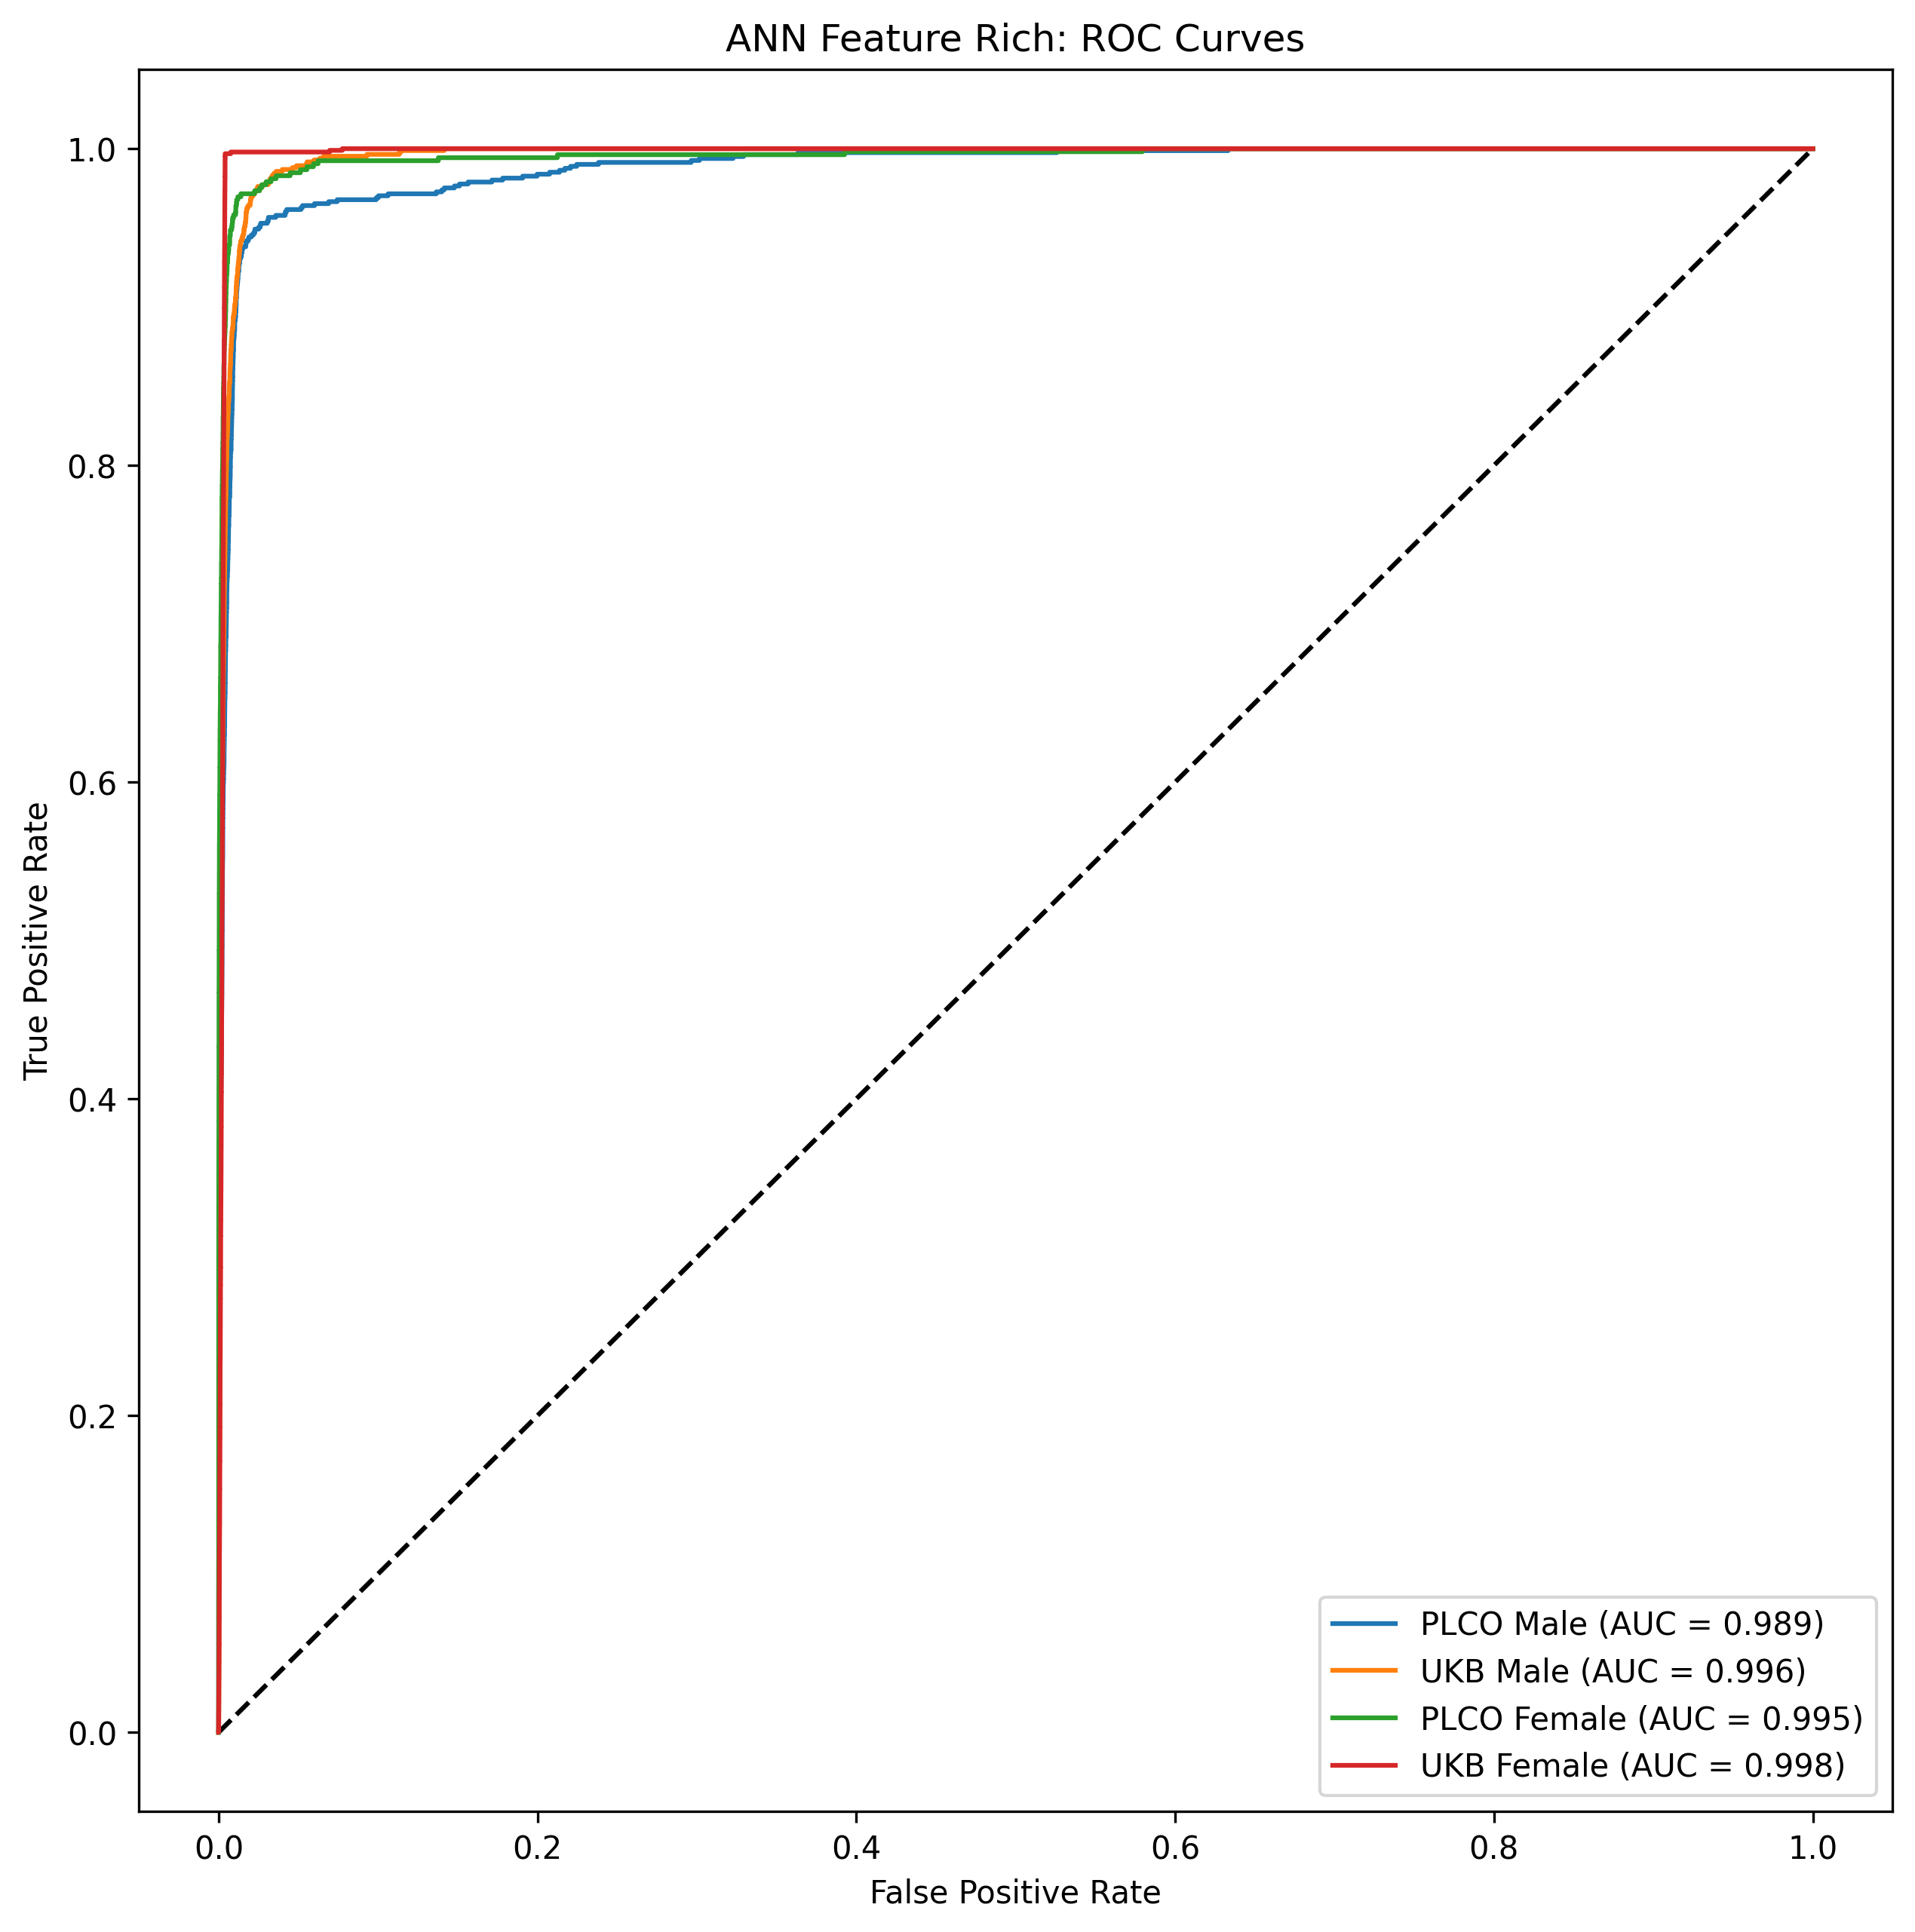 ANN Feature Rich: ROC Curves
True Positive Rate
1.0
0.8
0.6
0.4
0.2
0.0
0.0 0.2 0.4 0.6 0.8 1.0
False Positive Rate
PLCO Male (AUC = 0.989)
UKB Male (AUC = 0.996)
PLCO Female (AUC = 0.995)
UKB Female (AUC = 0.998)